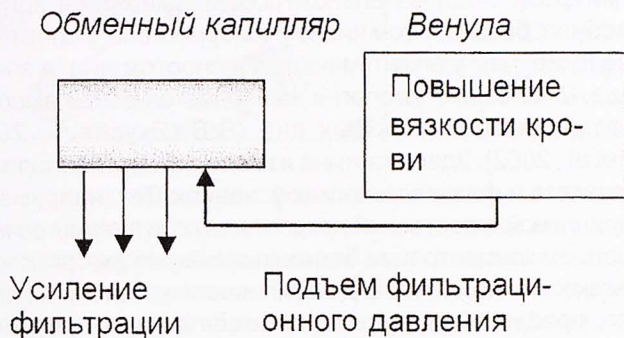 Обменный капилляр
Венула
Повышение
вязкости кро-
ви
Усиление
фильтрации
Подъем фильтраци-
онного давления